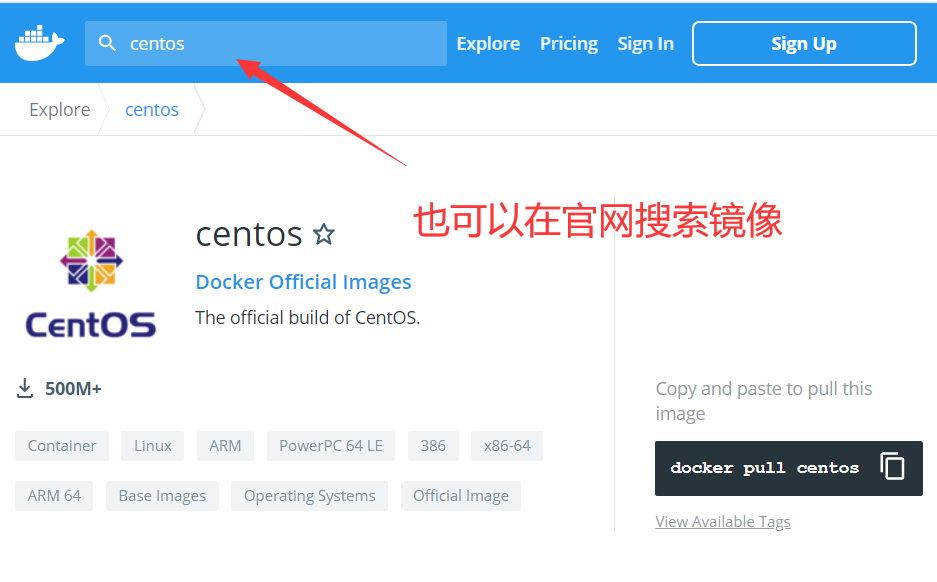 centos
Explore
Pricing
Sign In
Sign Up
Explore
centos
也可以在官网搜索镜像
centos
Docker Official Images
The official build of CentOS.
CentOS
500M+
Container
Linux
ARM
PowerPC 64 LE
386
x86-64
ARM 64
Base Images
Operating Systems
Official Image
Copy and paste to pull this
image
docker pull centos
View Available Tags